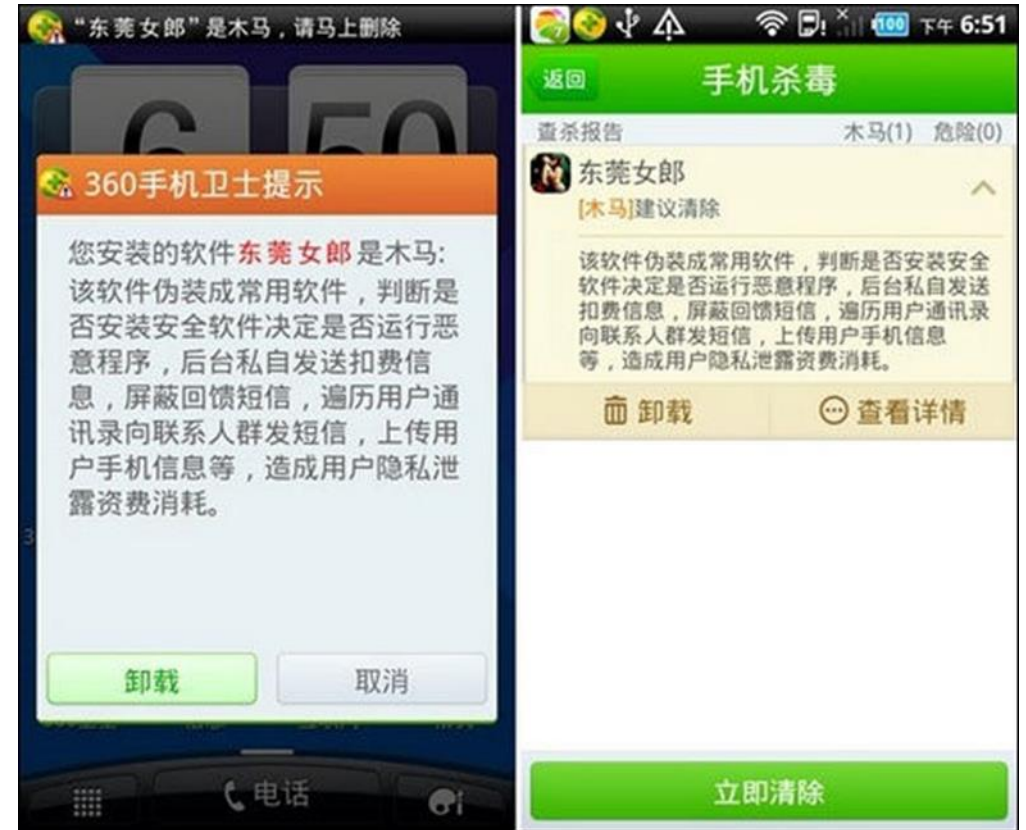 “东莞女郎”是木马，请马上删除
6 50
360手机卫士提示
您安装的软件东莞女郎是木马:
该软件伪装成常用软件，判断是
否安装安全软件决定是否运行恶
意程序，后台私自发送扣费信
息，屏蔽回馈短信，遍历用户通
讯录向联系人群发短信，上传用
户手机信息等，造成用户隐私泄
露资费消耗。
卸载 取消
电话
100 下午 6:51
返回 手机杀毒
查杀报告 木马(1) 危险(0)
东莞女郎
[木马]建议清除
该软件伪装成常用软件，判断是否安装安全
软件决定是否运行恶意程序，后台私自发送
扣费信息，屏蔽回馈短信，遍历用户通讯录
向联系人群发短信，上传用户手机信息
等，造成用户隐私泄露资费消耗。
卸载 查看详情
立即清除